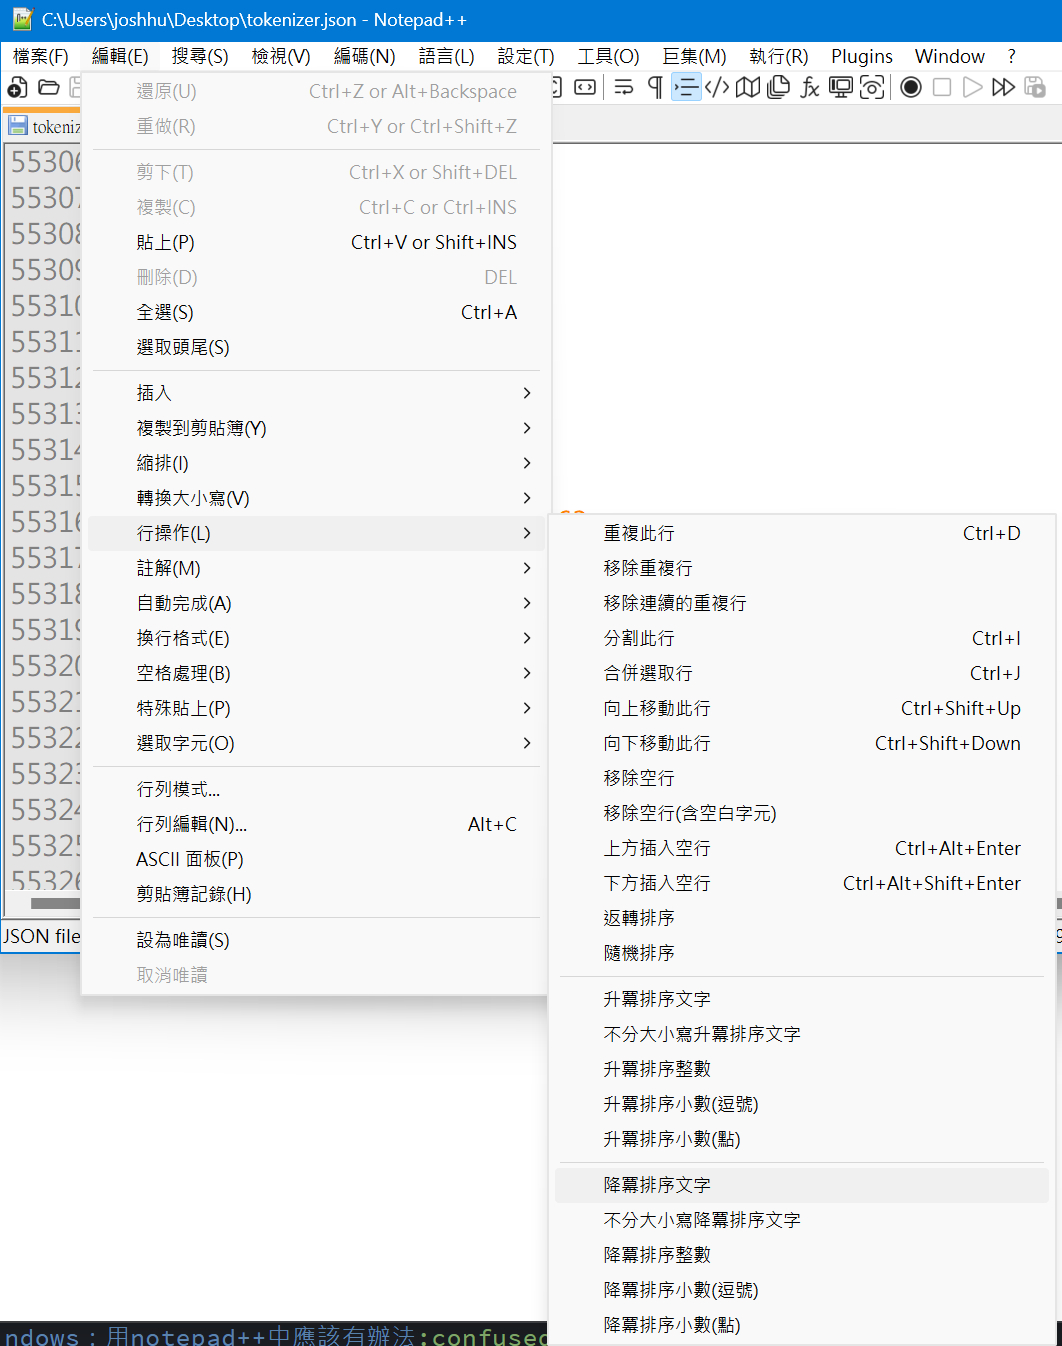 C:\Users\joshhu\Desktop\tokenizer.json - Notepad++
檔案(F) 編輯(E) 搜尋(S) 檢視(V) 編碼(N) 語言(L) 設定(T) 工具(O) 巨集(M) 執行(R) Plugins Window ?
tokeniz
還原(U) Ctrl+Z or Alt+Backspace
重做(R) Ctrl+Y or Ctrl+Shift+Z
剪下(T) Ctrl+X or Shift+DEL
複製(C) Ctrl+C or Ctrl+INS
貼上(P) Ctrl+V or Shift+INS
刪除(D) DEL
全選(S) Ctrl+A
選取頭尾(S)
插入
複製到剪貼簿(Y)
縮排(I)
轉換大小寫(V)
行操作(L)
註解(M)
自動完成(A)
換行格式(E)
空格處理(B)
特殊貼上(P)
選取字元(O)
行列模式...
行列編輯(N)... Alt+C
ASCII 面板(P)
剪貼簿記錄(H)
設為唯讀(S)
取消唯讀
重複此行 Ctrl+D
移除重複行
移除連續的重複行
分割此行 Ctrl+I
合併選取行 Ctrl+J
向上移動此行 Ctrl+Shift+Up
向下移動此行 Ctrl+Shift+Down
移除空行
移除空行(含空白字元)
上方插入空行 Ctrl+Alt+Enter
下方插入空行 Ctrl+Alt+Shift+Enter
返轉排序
隨機排序
升冪排序文字
不分大小寫升冪排序文字
升冪排序整數
升冪排序小數(逗號)
升冪排序小數(點)
降冪排序文字
不分大小寫降冪排序文字
降冪排序整數
降冪排序小數(逗號)
降冪排序小數(點)
55306
55307
55308
55309
55310
55311
55312
55313
55314
55315
55316
55317
55318
55319
55320
55321
55322
55323
55324
55325
55326
JSON file
ndows：用notepad++中應該有辦法:confused